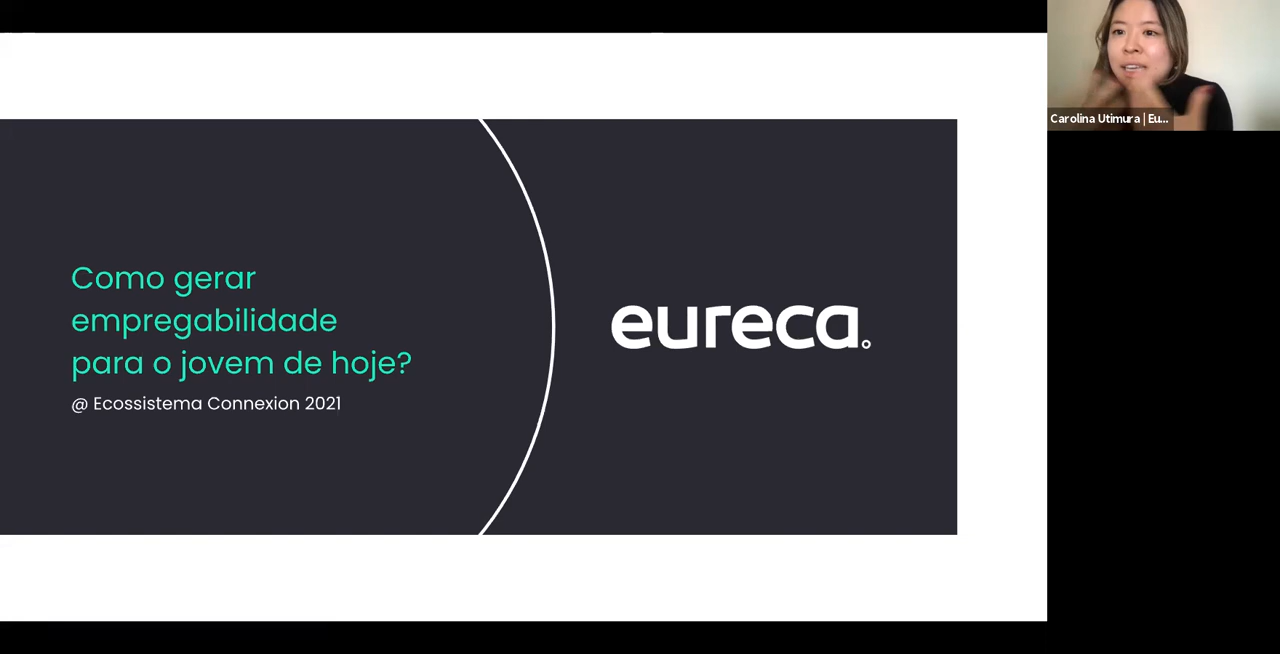 Como gerar
empregabilidade
para o jovem de hoje?
@ Ecossistema Connexion 2021
eureca
Carolina Utimura | Eu...